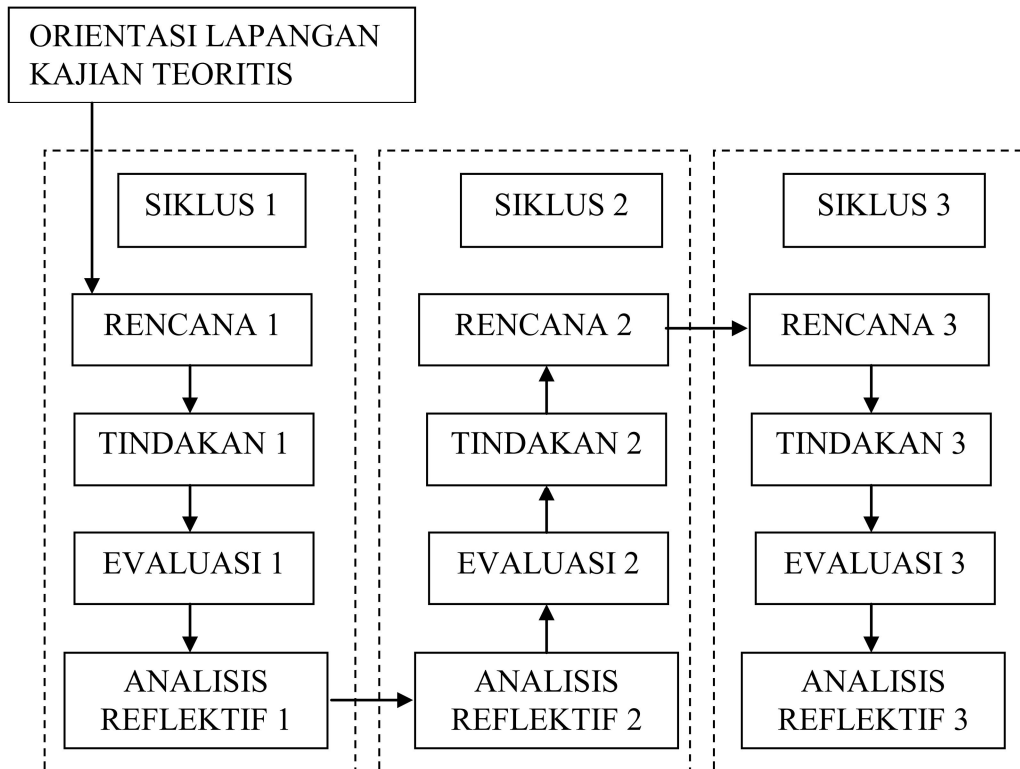 ORIENTASI LAPANGAN
KAJIAN TEORITIS
SIKLUS 1
RENCANA 1
TINDAKAN 1
EVALUASI 1
ANALISIS
REFLEKTIF 1
SIKLUS 2
RENCANA 2
TINDAKAN 2
EVALUASI 2
ANALISIS
REFLEKTIF 2
SIKLUS 3
RENCANA 3
TINDAKAN 3
EVALUASI 3
ANALISIS
REFLEKTIF 3